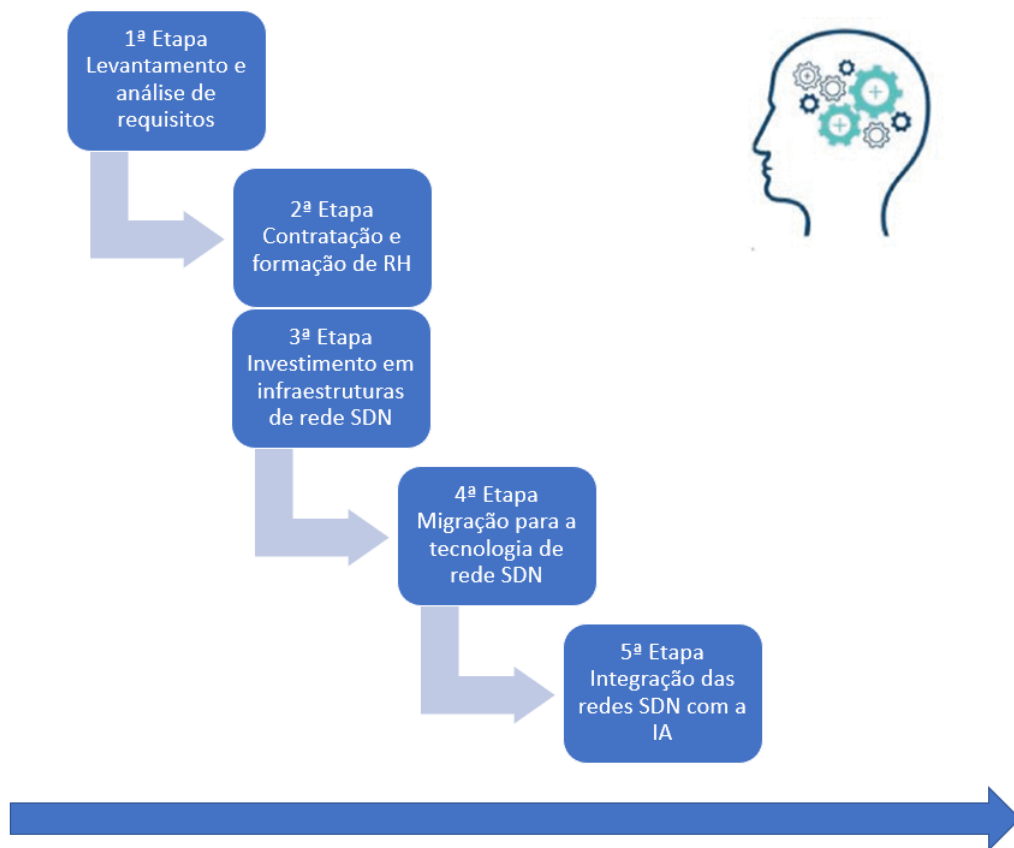 1ª Etapa
Levantamento e
análise de
requisitos
2ª Etapa
Contratação e
formação de RH
3ª Etapa
Investimento em
infraestruturas
de rede SDN
4ª Etapa
Migração para a
tecnologia de
rede SDN
5ª Etapa
Integração das
redes SDN com a
IA